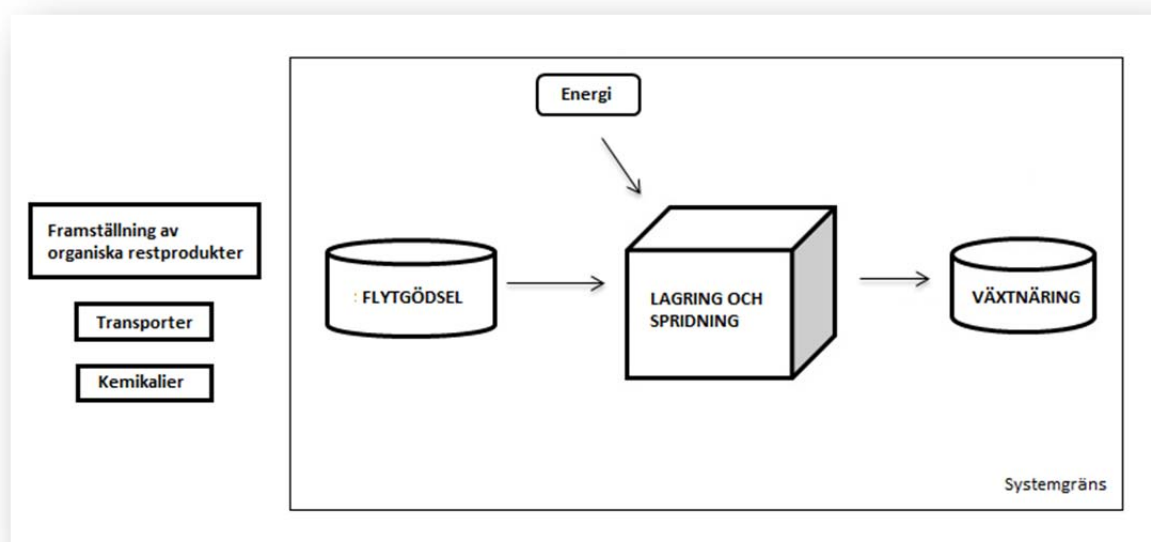 Energi
Framställning av
organiska restprodukter
Transporter
Kemikalier
: FLYTGÖDSEL
LAGRING OCH
SPRIDNING
VÄXTNÄRING
Systemgräns